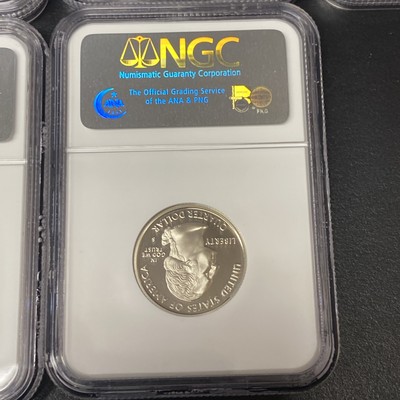 NGC
Numismatic Guaranty Corporation
The Official Grading Service
of the ANA & PNG
PNG
UNITED STATES OF AMERICA
LIBERTY
IN
GOD WE
TRUST
S
QUARTER DOLLAR